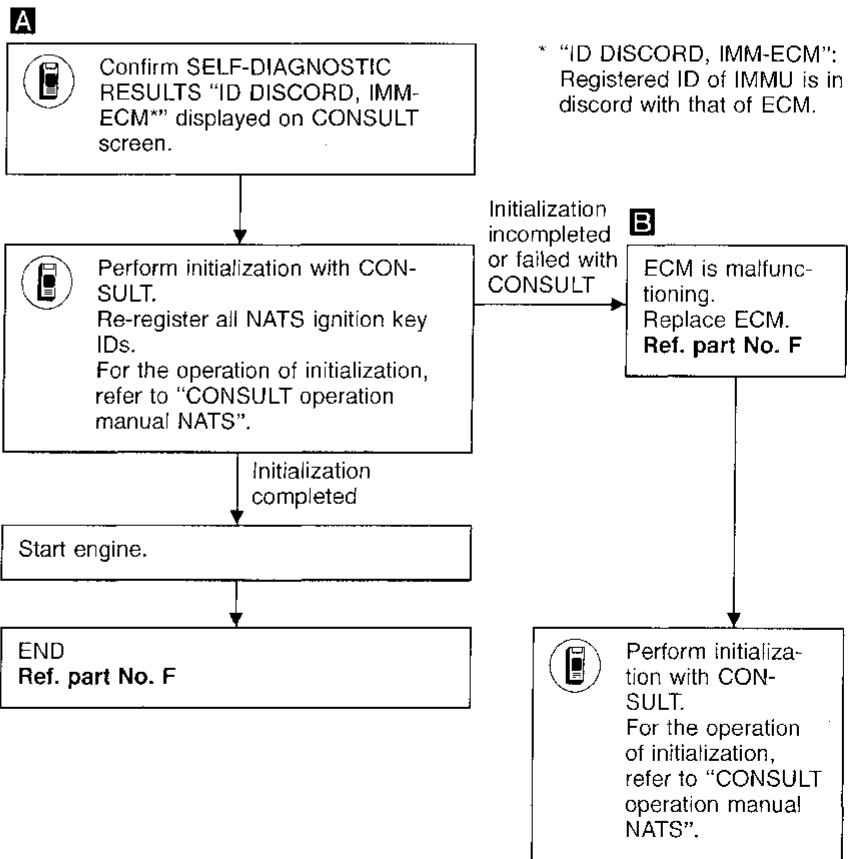 A
Confirm SELF-DIAGNOSTIC
RESULTS "ID DISCORD, IMM-
ECM*" displayed on CONSULT
screen.
* "ID DISCORD, IMM-ECM":
Registered ID of IMMU is in
discord with that of ECM.
Perform initialization with CON-
SULT.
Re-register all NATS ignition key
IDs.
For the operation of initialization,
refer to "CONSULT operation
manual NATS".
Initialization
incompleted
or failed with
CONSULT
B
ECM is malfunc-
tioning.
Replace ECM.
Ref. part No. F
Initialization
completed
Start engine.
END
Ref. part No. F
Perform initializa-
tion with CON-
SULT.
For the operation
of initialization,
refer to "CONSULT
operation manual
NATS".